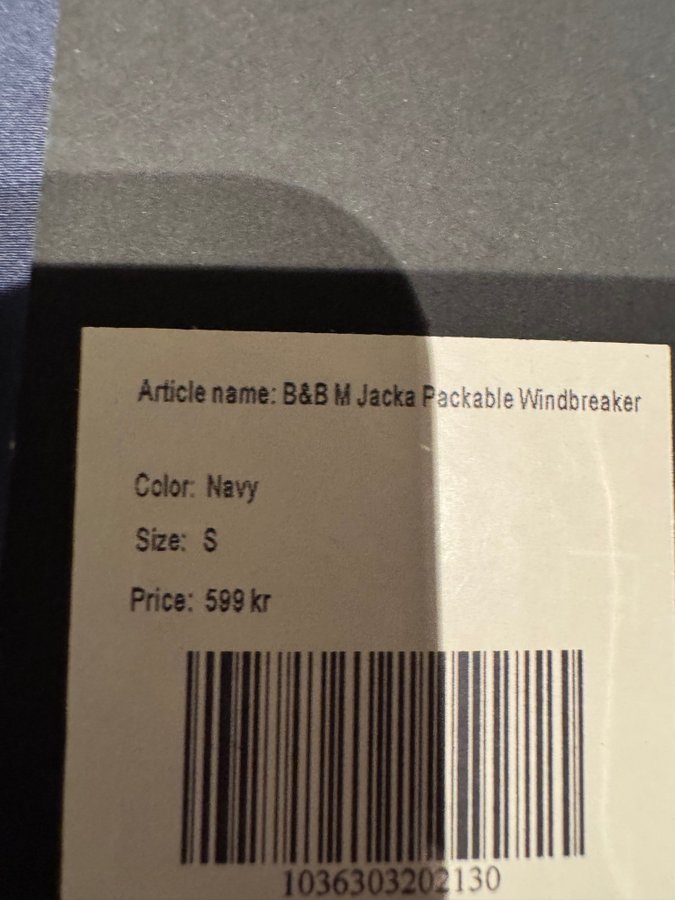 Article name: B&B M Jacka Packable Windbreaker
Color: Navy
Size: S
Price: 599 kr
1036303202130